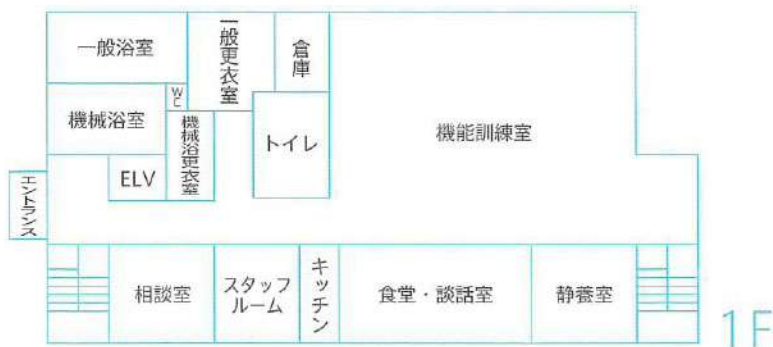 一般浴室
一般更衣室
倉庫
機械浴室
WC
機械浴更衣室
トイレ
機能訓練室
ELV
エントランス
相談室
スタッフ
ルーム
キッチン
食堂・談話室
静養室
1F